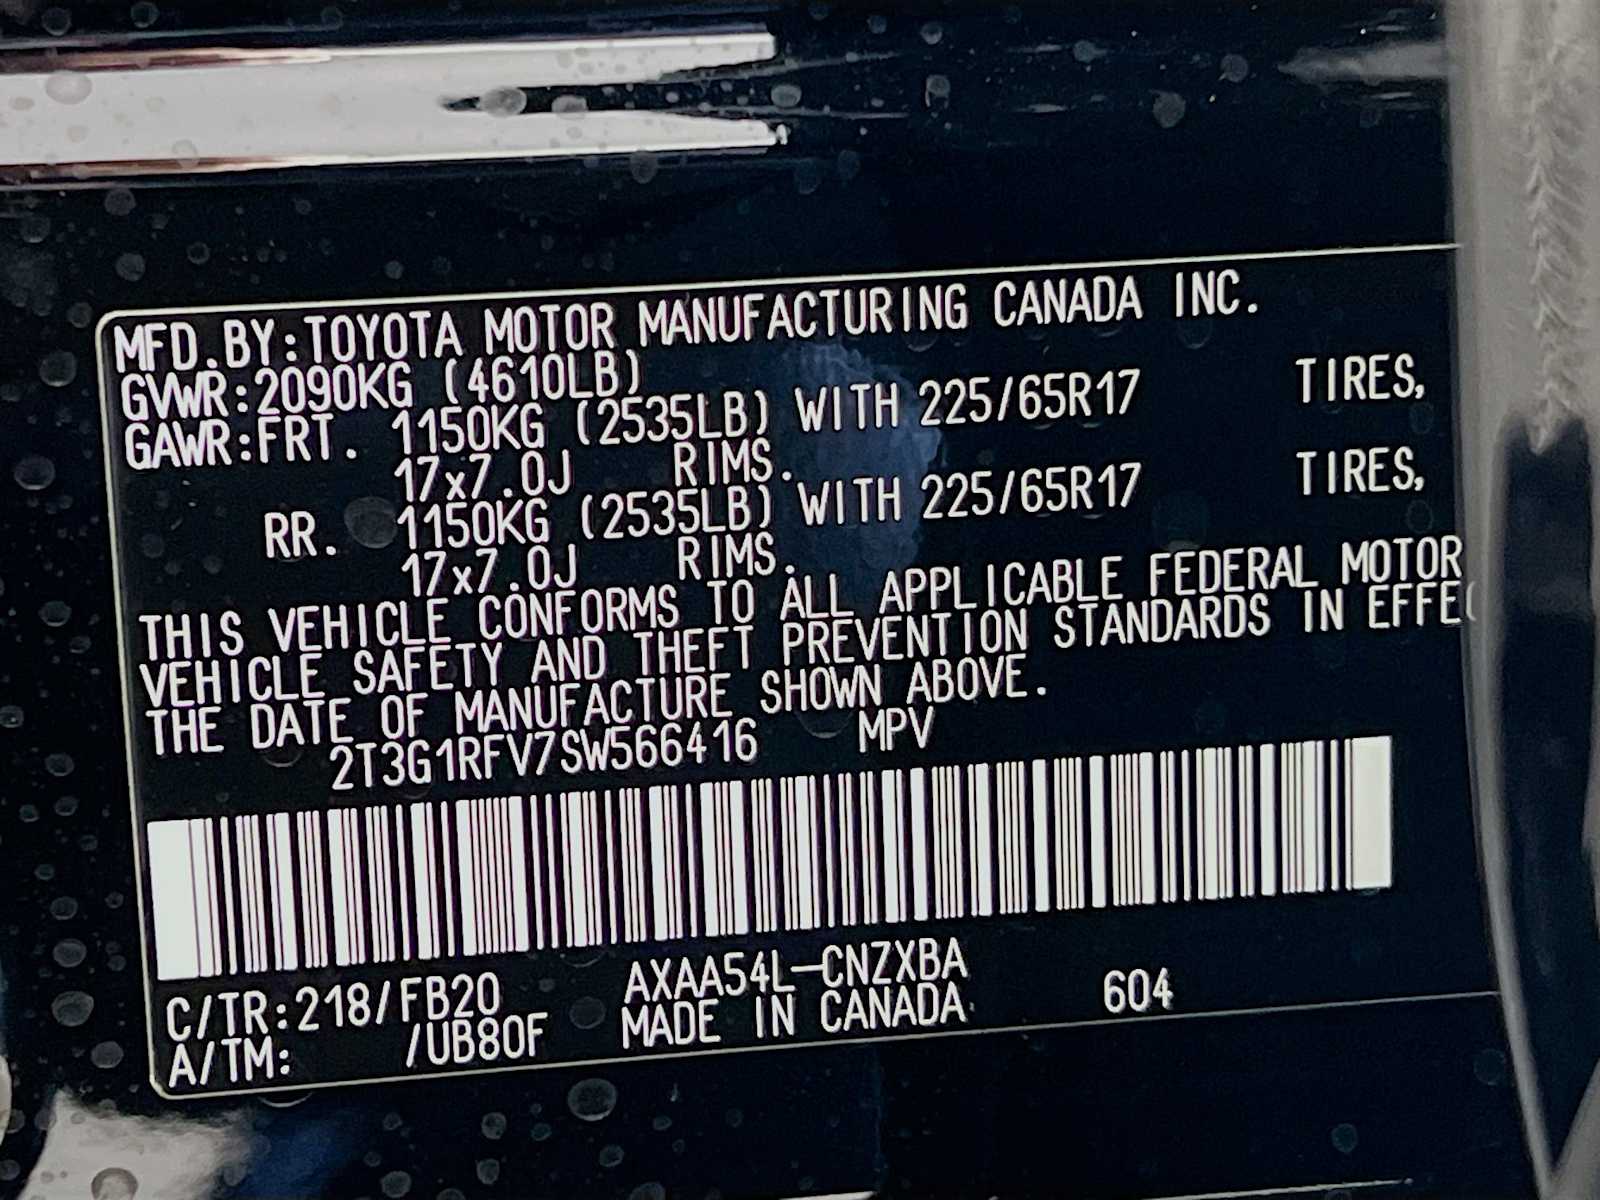 MFD.BY:TOYOTA MOTOR MANUFACTURING CANADA INC.
GVWR:2090KG (4610LB)
GAWR:FRT. 1150KG (2535LB) WITH 225/65R17 TIRES,
17x7.0J RIMS.
RR. 1150KG (2535LB) WITH 225/65R17 TIRES,
17x7.0J RIMS.
THIS VEHICLE CONFORMS TO ALL APPLICABLE FEDERAL MOTOR
VEHICLE SAFETY AND THEFT PREVENTION STANDARDS IN EFFE
THE DATE OF MANUFACTURE SHOWN ABOVE.
2T3G1RFV7SW566416 MPV
C/TR:218/FB20 AXAA54L-CNZXBA
A/TM: /UB80F MADE IN CANADA 604